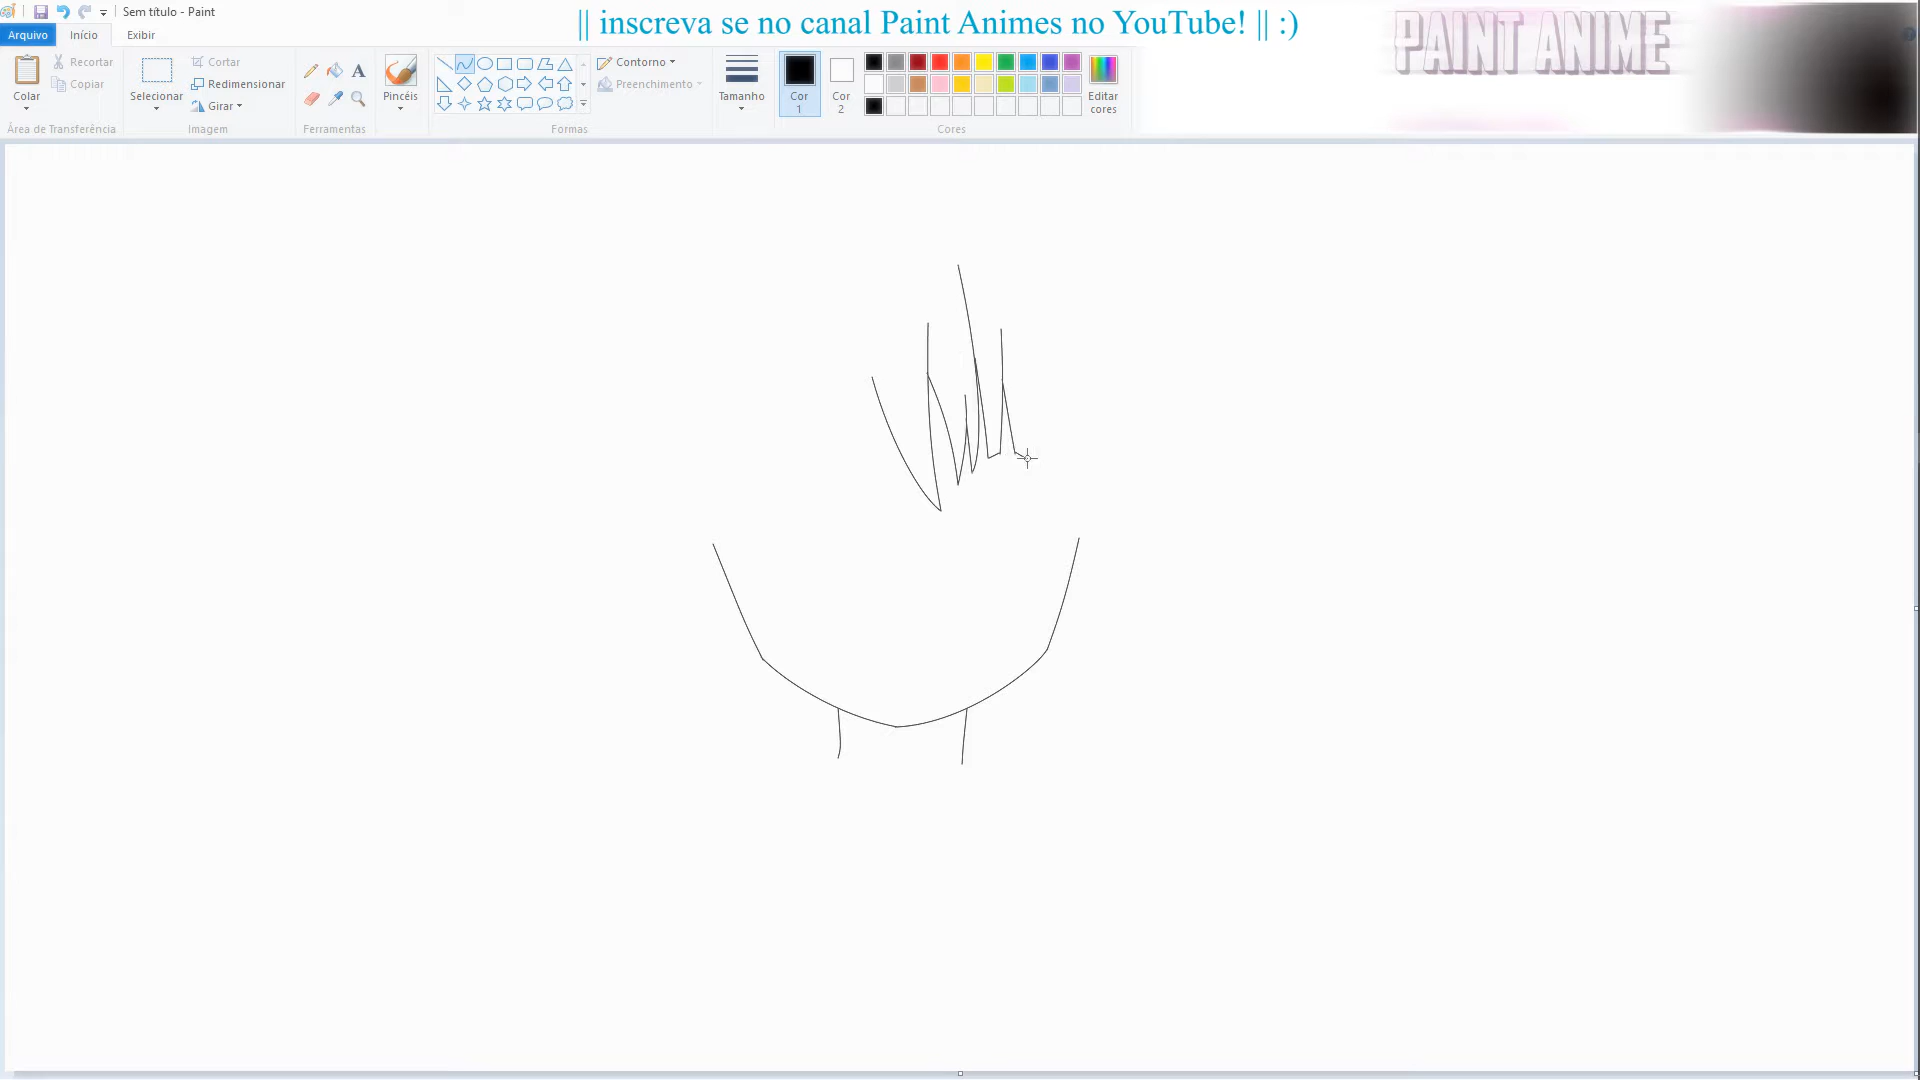 Sem título - Paint
|| inscreva se no canal Paint Animes no YouTube! || :)
PAINT ANIME
Arquivo
Início
Exibir
Colar
Recortar
Copiar
Área de Transferência
Selecionar
Cortar
Redimensionar
Girar
Imagem
Ferramentas
Pincéis
Formas
Contorno
Preenchimento
Tamanho
Cor
1
Cor
2
Cores
Editar
cores